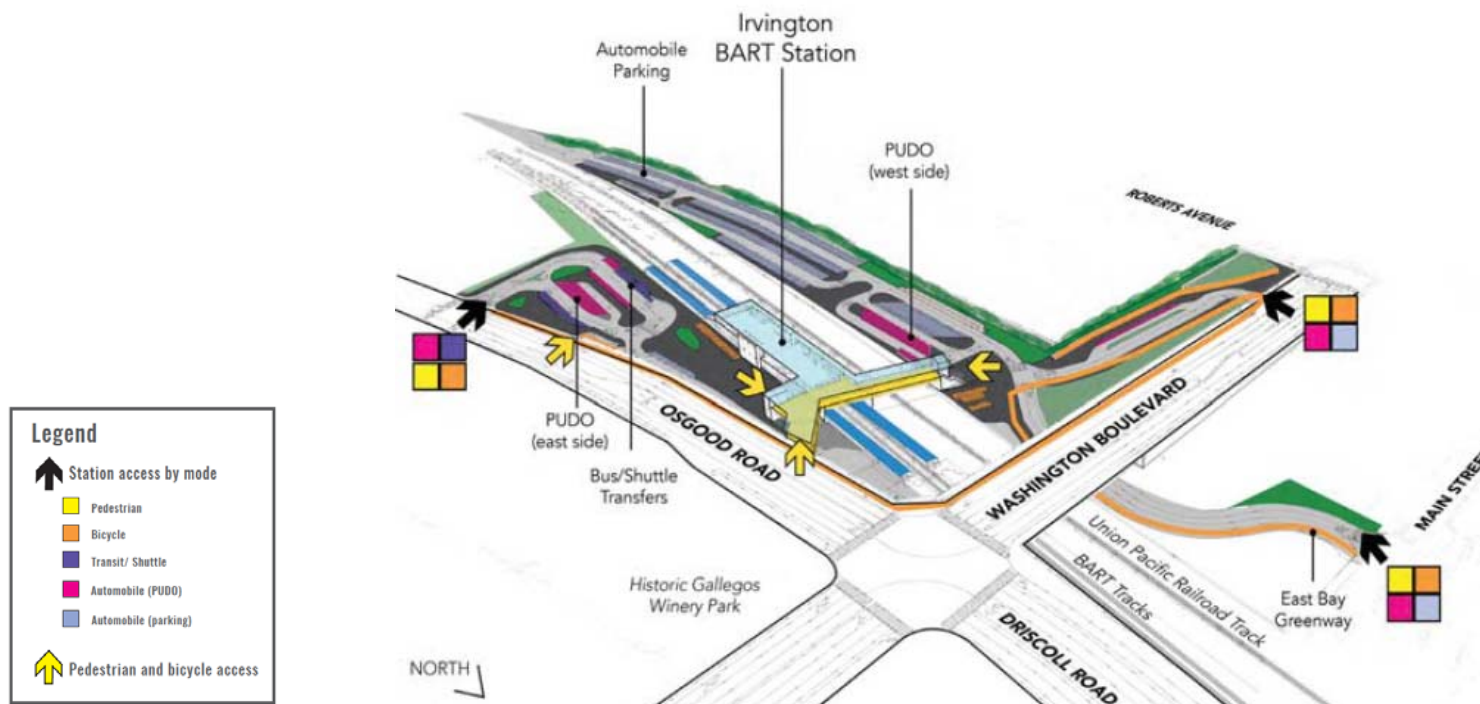 Irvington
BART Station
Automobile
Parking
PUDO
(west side)
ROBERTS AVENUE
PUDO
(east side)
OSGOOD ROAD
Bus/Shuttle
Transfers
WASHINGTON BOULEVARD
MAIN STREET
Union Pacific Railroad Track
BART Tracks
East Bay
Greenway
Historic Gallegos
Winery Park
DRISCOLL ROAD
NORTH
Legend
Station access by mode
Pedestrian
Bicycle
Transit/ Shuttle
Automobile (PUDO)
Automobile (parking)
Pedestrian and bicycle access